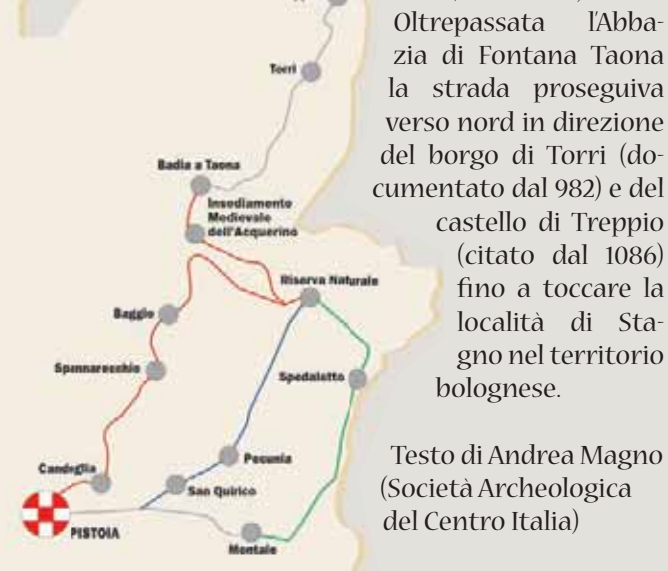 Oltrepassata l'Abba-
zia di Fontana Taona
la strada proseguiva
verso nord in direzione
del borgo di Torri (do-
cumentato dal 982) e del
castello di Treppio
(citato dal 1086)
fino a toccare la
località di Sta-
gno nel territorio
bolognese.
Testo di Andrea Magno
(Società Archeologica
del Centro Italia)
Torri
Badia a Taona
Insediamento
Medievale
dell'Acquerino
Riserva Naturale
Baggio
Spannarecchio
Spedaletto
Candeglia
Pecunia
San Quirico
PISTOIA
Montale